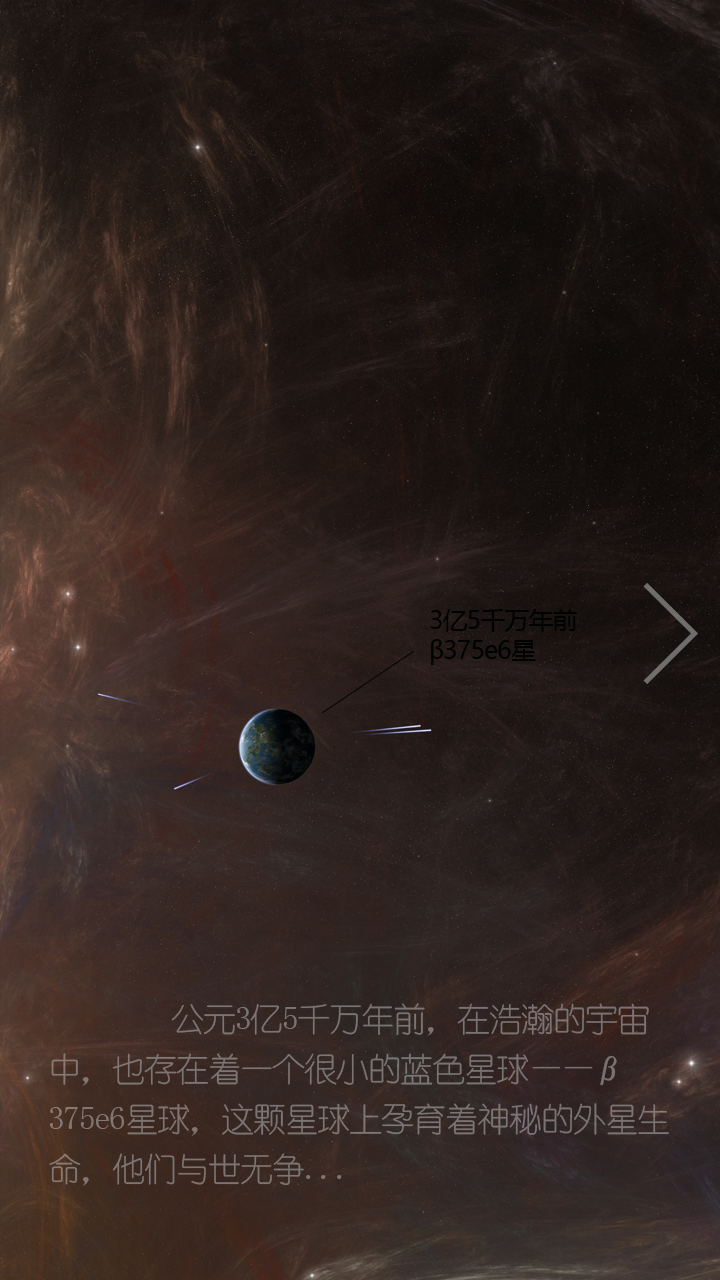 3亿5千万年前
β375e6星
公元3亿5千万年前，在浩瀚的宇宙
中，也存在着一个很小的蓝色星球—— β
375e6星球，这颗星球上孕育着神秘的外星生
命，他们与世无争...